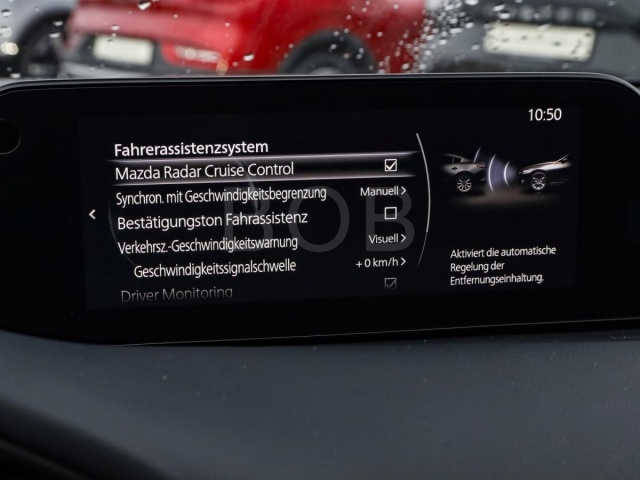 10:50
Fahrerassistenzsystem
Mazda Radar Cruise Control
Synchron. mit Geschwindigkeitsbegrenzung Manuell >
Bestätigungston Fahrassistenz
Verkehrsz.-Geschwindigkeitswarnung Visuell >
Geschwindigkeitssignalschwelle + 0 km/h >
Driver Monitoring
Aktiviert die automatische
Regelung der
Entfernungseinhaltung.
BOB